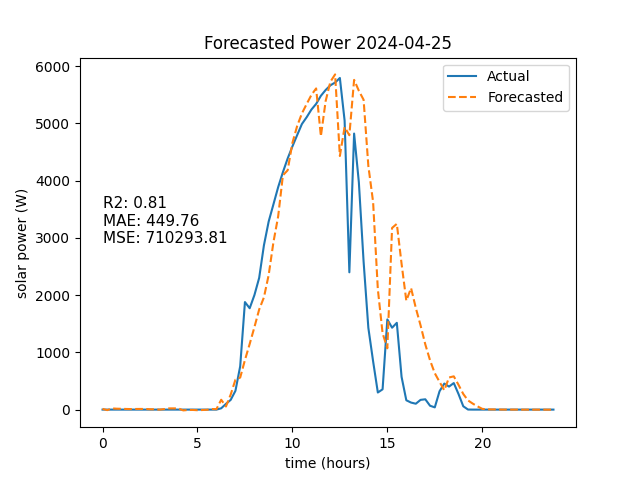 Forecasted Power 2024-04-25
Actual
Forecasted
R2: 0.81
MAE: 449.76
MSE: 710293.81
solar power (W)
6000
5000
4000
3000
2000
1000
0
0 5 10 15 20
time (hours)